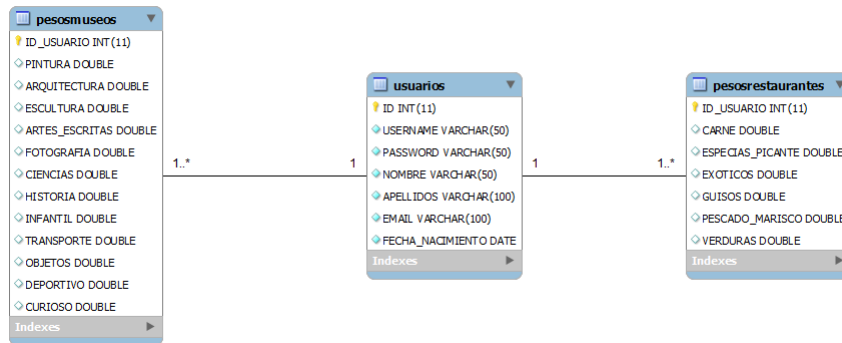 pesosmuseos
ID_USUARIO INT(11)
PINTURA DOUBLE
ARQUITECTURA DOUBLE
ESCULTURA DOUBLE
ARTES_ESCRITAS DOUBLE
FOTOGRAFIA DOUBLE
CIENCIAS DOUBLE
HISTORIA DOUBLE
INFANTIL DOUBLE
TRANSPORTE DOUBLE
OBJETOS DOUBLE
DEPORTIVO DOUBLE
CURIOSO DOUBLE
Indexes
1..*
1
usuarios
ID INT(11)
USERNAME VARCHAR(50)
PASSWORD VARCHAR(50)
NOMBRE VARCHAR(50)
APELLIDOS VARCHAR(100)
EMAIL VARCHAR(100)
FECHA_NACIMIENTO DATE
Indexes
1
1..*
pesosrestaurantes
ID_USUARIO INT(11)
CARNE DOUBLE
ESPECIAS_PICANTE DOUBLE
EXOTICOS DOUBLE
GUISOS DOUBLE
PESCADO_MARISCO DOUBLE
VERDURAS DOUBLE
Indexes